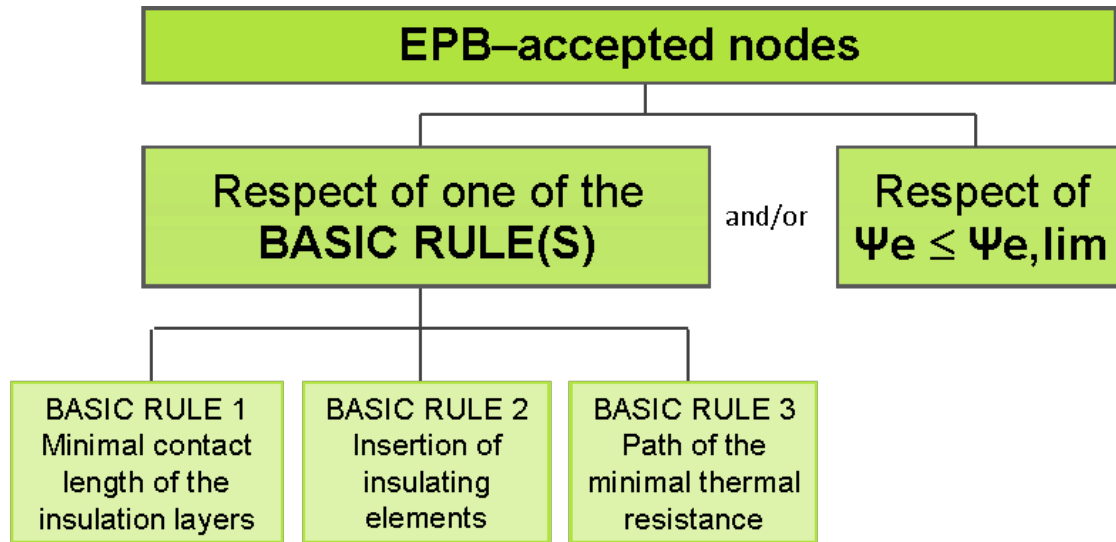 EPB–accepted nodes
Respect of one of the
BASIC RULE(S)
and/or
Respect of
Ψe ≤ Ψe,lim
BASIC RULE 1
Minimal contact
length of the
insulation layers
BASIC RULE 2
Insertion of
insulating
elements
BASIC RULE 3
Path of the
minimal thermal
resistance